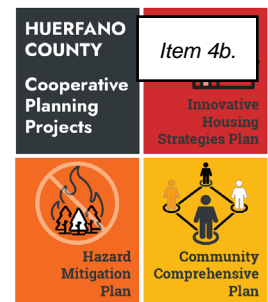 HUERFANO
COUNTY
Cooperative
Planning
Projects
Item 4b.
Innovative
Housing
Strategies Plan
Hazard
Mitigation
Plan
Community
Comprehensive
Plan